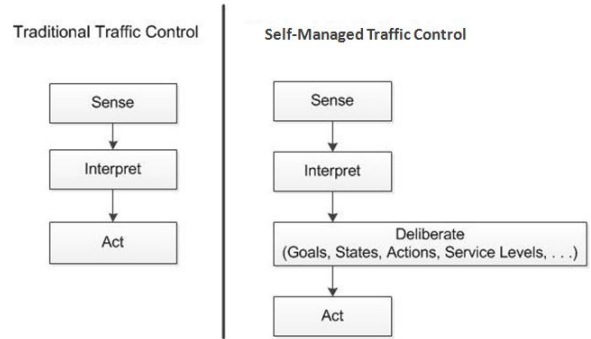 Traditional Traffic Control
Sense
Interpret
Act
Self-Managed Traffic Control
Sense
Interpret
Deliberate
(Goals, States, Actions, Service Levels, . . .)
Act